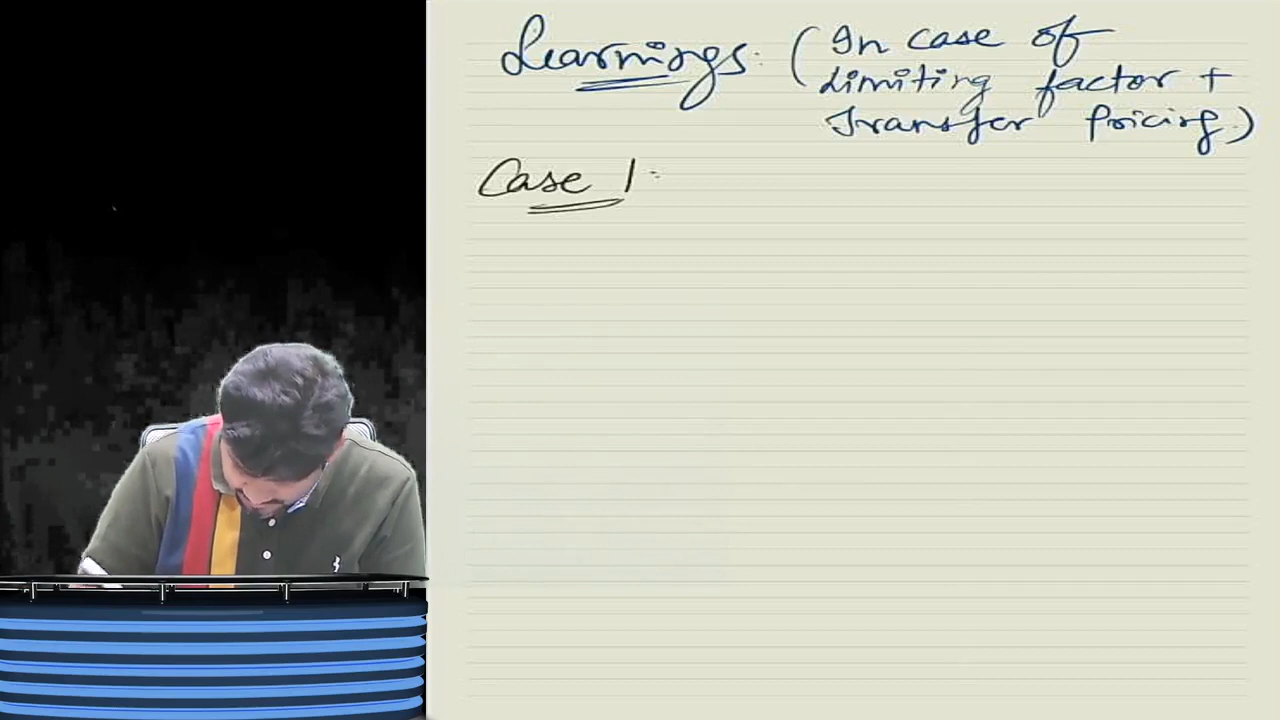 Learnings: (In case of
limiting factor +
Transfer Pricing)
Case 1: